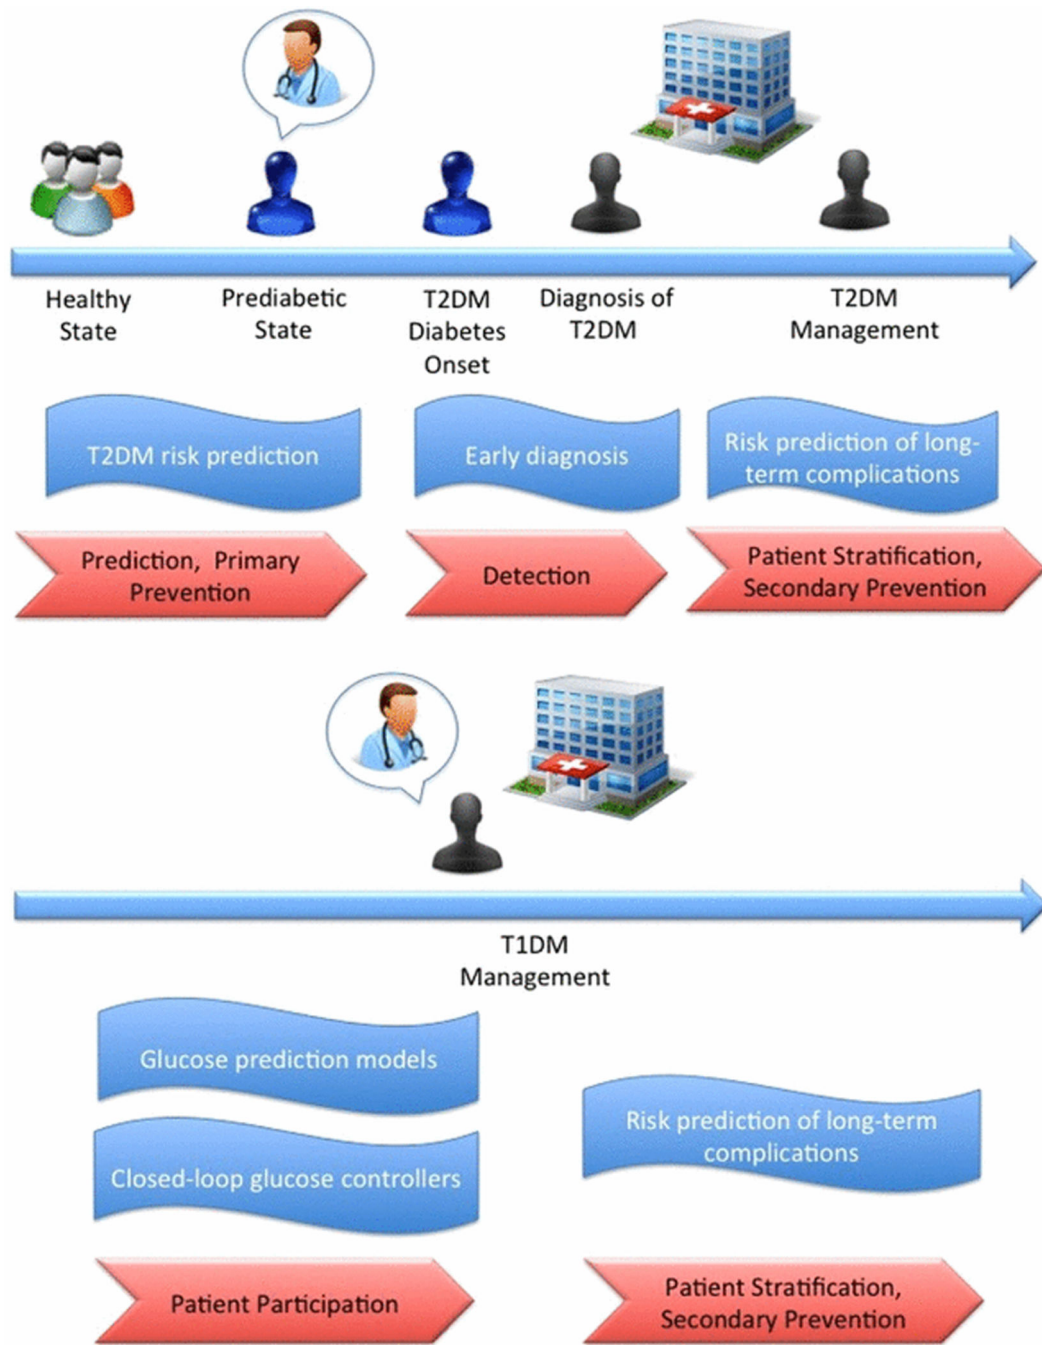 Healthy
State
Prediabetic
State
T2DM
Diabetes
Onset
Diagnosis of
T2DM
T2DM
Management
T2DM risk prediction
Early diagnosis
Risk prediction of long-
term complications
Prediction, Primary
Prevention
Detection
Patient Stratification,
Secondary Prevention
T1DM
Management
Glucose prediction models
Closed-loop glucose controllers
Risk prediction of long-term
complications
Patient Participation
Patient Stratification,
Secondary Prevention